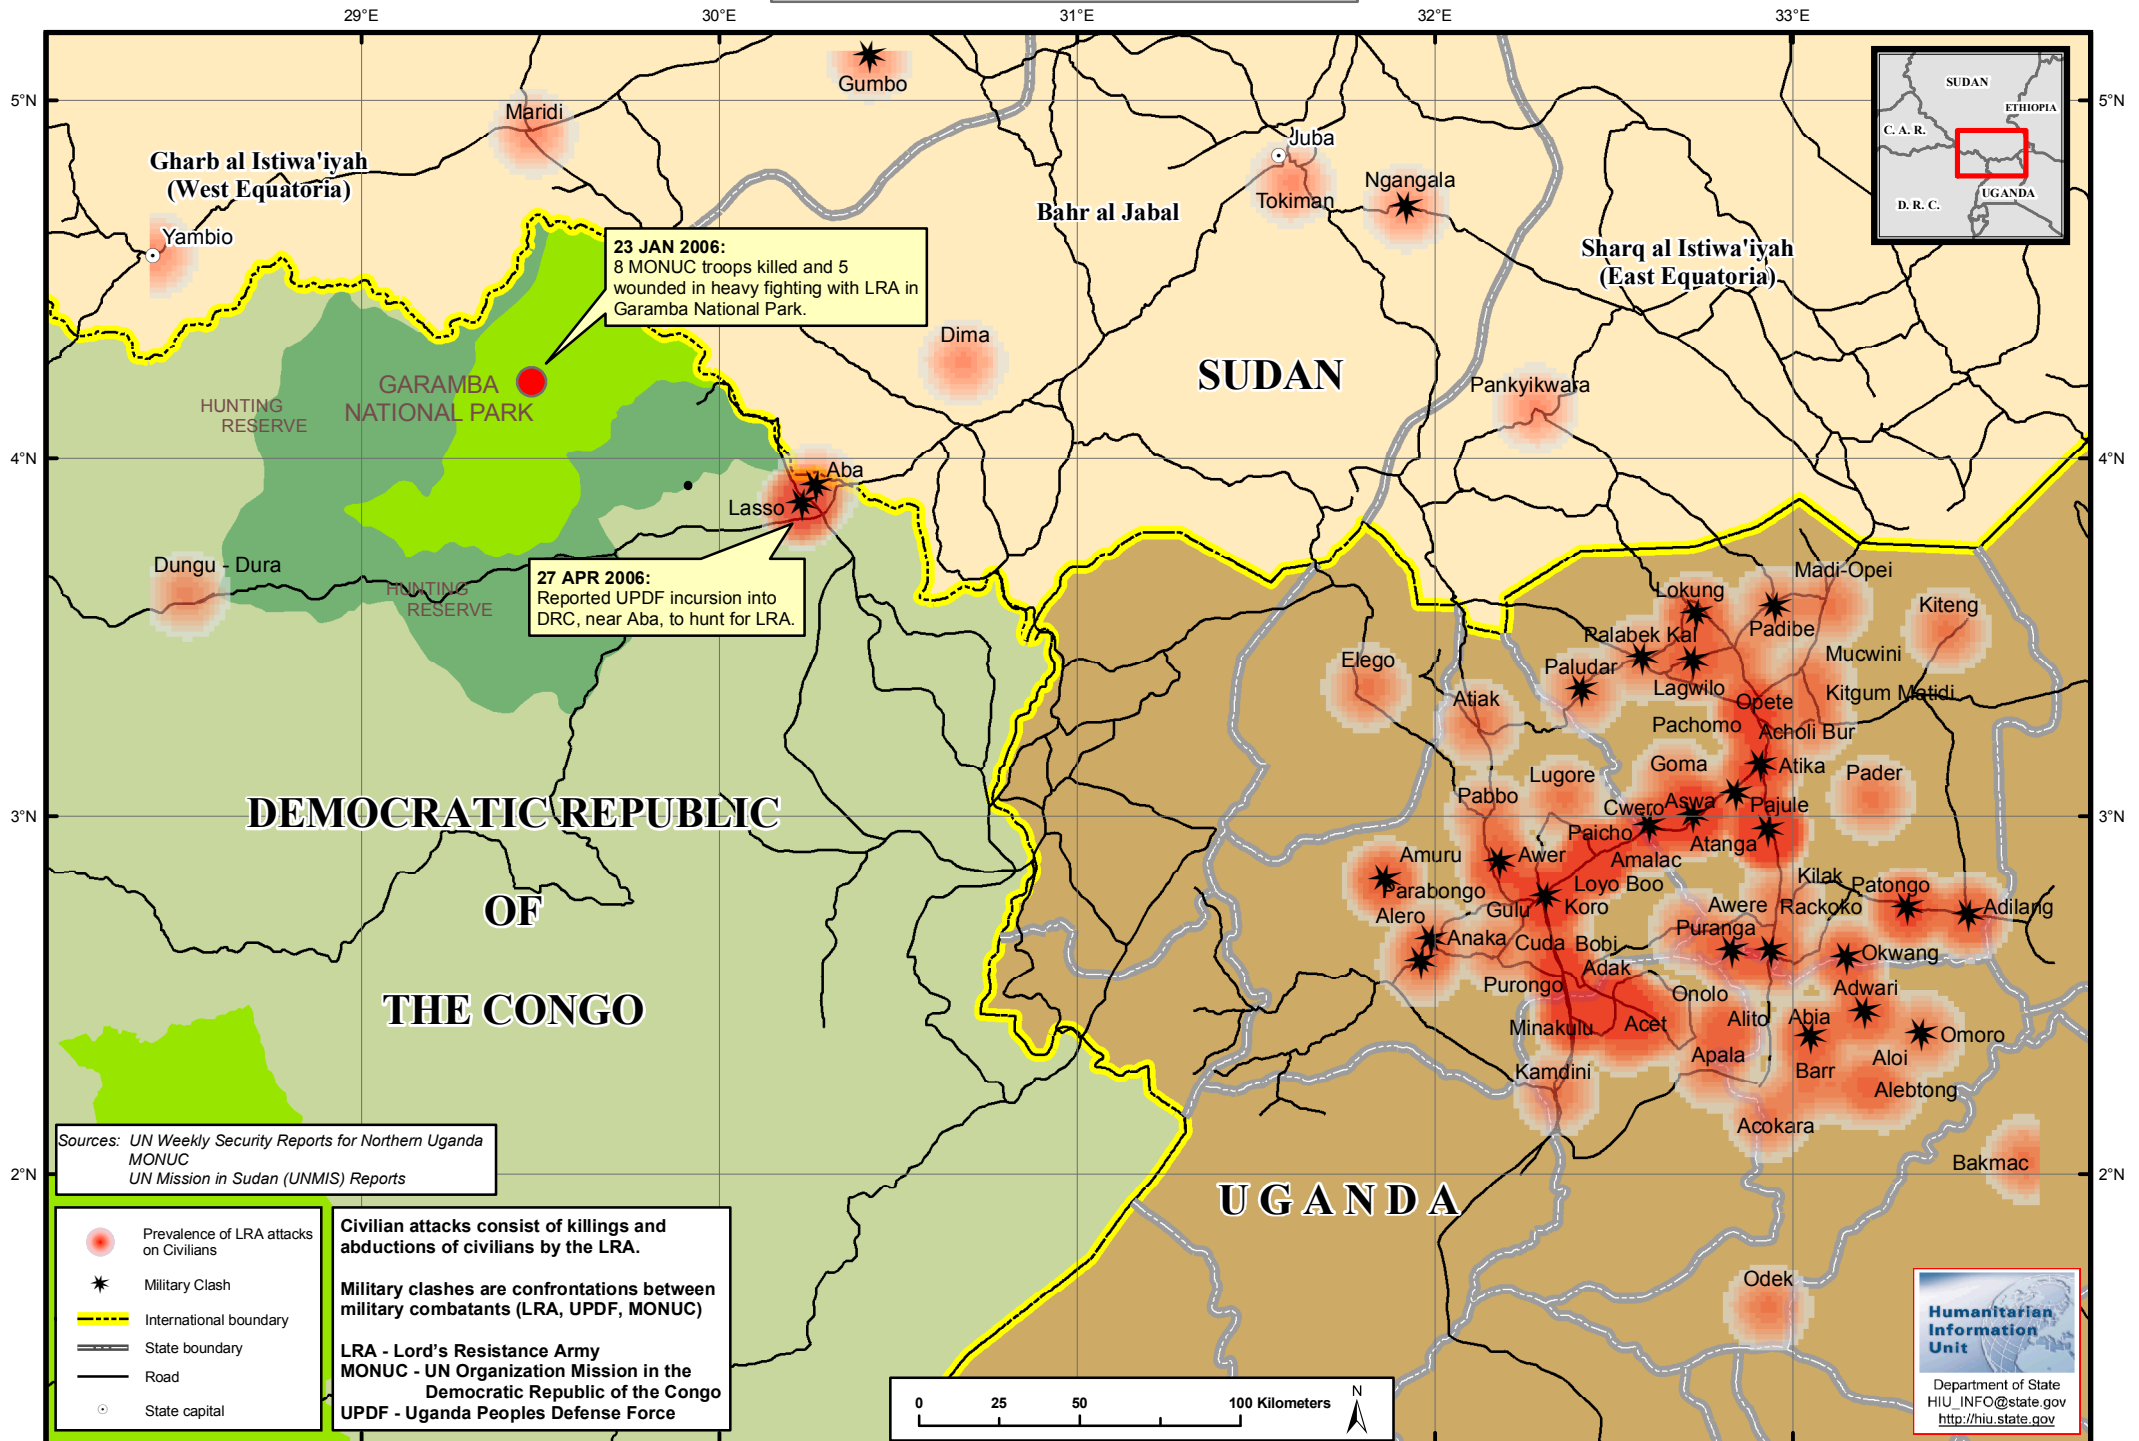 29°E
30°E
31°E
32°E
33°E
5°N
5°N
4°N
4°N
3°N
3°N
2°N
2°N
Gumbo
Maridi
Gharb al Istiwa'iyah
(West Equatoria)
Yambio
Juba
Tokiman
Ngangala
Bahr al Jabal
Sharq al Istiwa'iyah
(East Equatoria)
SUDAN
ETHIOPIA
C. A. R.
UGANDA
D. R. C.
23 JAN 2006:
8 MONUC troops killed and 5
wounded in heavy fighting with LRA in
Garamba National Park.
Dima
SUDAN
Pankyikwara
GARAMBA
NATIONAL PARK
HUNTING
RESERVE
Aba
Lasso
Dungu - Dura
HUNTING
RESERVE
27 APR 2006:
Reported UPDF incursion into
DRC, near Aba, to hunt for LRA.
Madi-Opei
Lokung
Kiteng
Padibe
Palabek Kal
Mucwini
Elego
Paludar
Lagwilo
Kitgum Matidi
Atiak
Opete
Pachomo
Acholi Bur
Goma
Atika
Pader
Lugore
Pabbo
Cwero
Aswa
Pajule
Paicho
Atanga
Amuru
Awer
Amalac
Parabongo
Loyo Boo
Kilak
Patongo
Alero
Gulu
Koro
Awere
Rackoko
Adilang
Anaka
Cuda
Bobi
Puranga
Okwang
Adak
Purongo
Onolo
Adwari
Minakulu
Acet
Alito
Abia
Omoro
Apala
Aloi
Kamdini
Barr
Alebtong
Acokara
Bakmac
Odek
DEMOCRATIC REPUBLIC
OF
THE CONGO
UGANDA
Sources: UN Weekly Security Reports for Northern Uganda
MONUC
UN Mission in Sudan (UNMIS) Reports
Prevalence of LRA attacks
on Civilians
Military Clash
International boundary
State boundary
Road
State capital
Civilian attacks consist of killings and
abductions of civilians by the LRA.
Military clashes are confrontations between
military combatants (LRA, UPDF, MONUC)
LRA - Lord's Resistance Army
MONUC - UN Organization Mission in the
Democratic Republic of the Congo
UPDF - Uganda Peoples Defense Force
0 25 50 100 Kilometers
N
Humanitarian
Information
Unit
Department of State
HIU_INFO@state.gov
http://hiu.state.gov